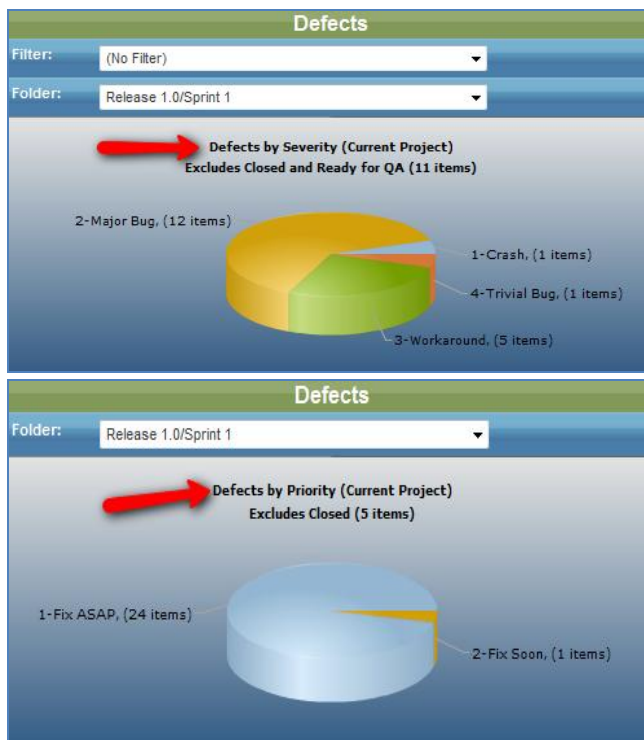 Defects
Filter: (No Filter)
Folder: Release 1.0/Sprint 1
Defects by Severity (Current Project)
Excludes Closed and Ready for QA (11 items)
2-Major Bug, (12 items)
1-Crash, (1 items)
4-Trivial Bug, (1 items)
3-Workaround, (5 items)
Defects
Folder: Release 1.0/Sprint 1
Defects by Priority (Current Project)
Excludes Closed (5 items)
1-Fix ASAP, (24 items)
2-Fix Soon, (1 items)